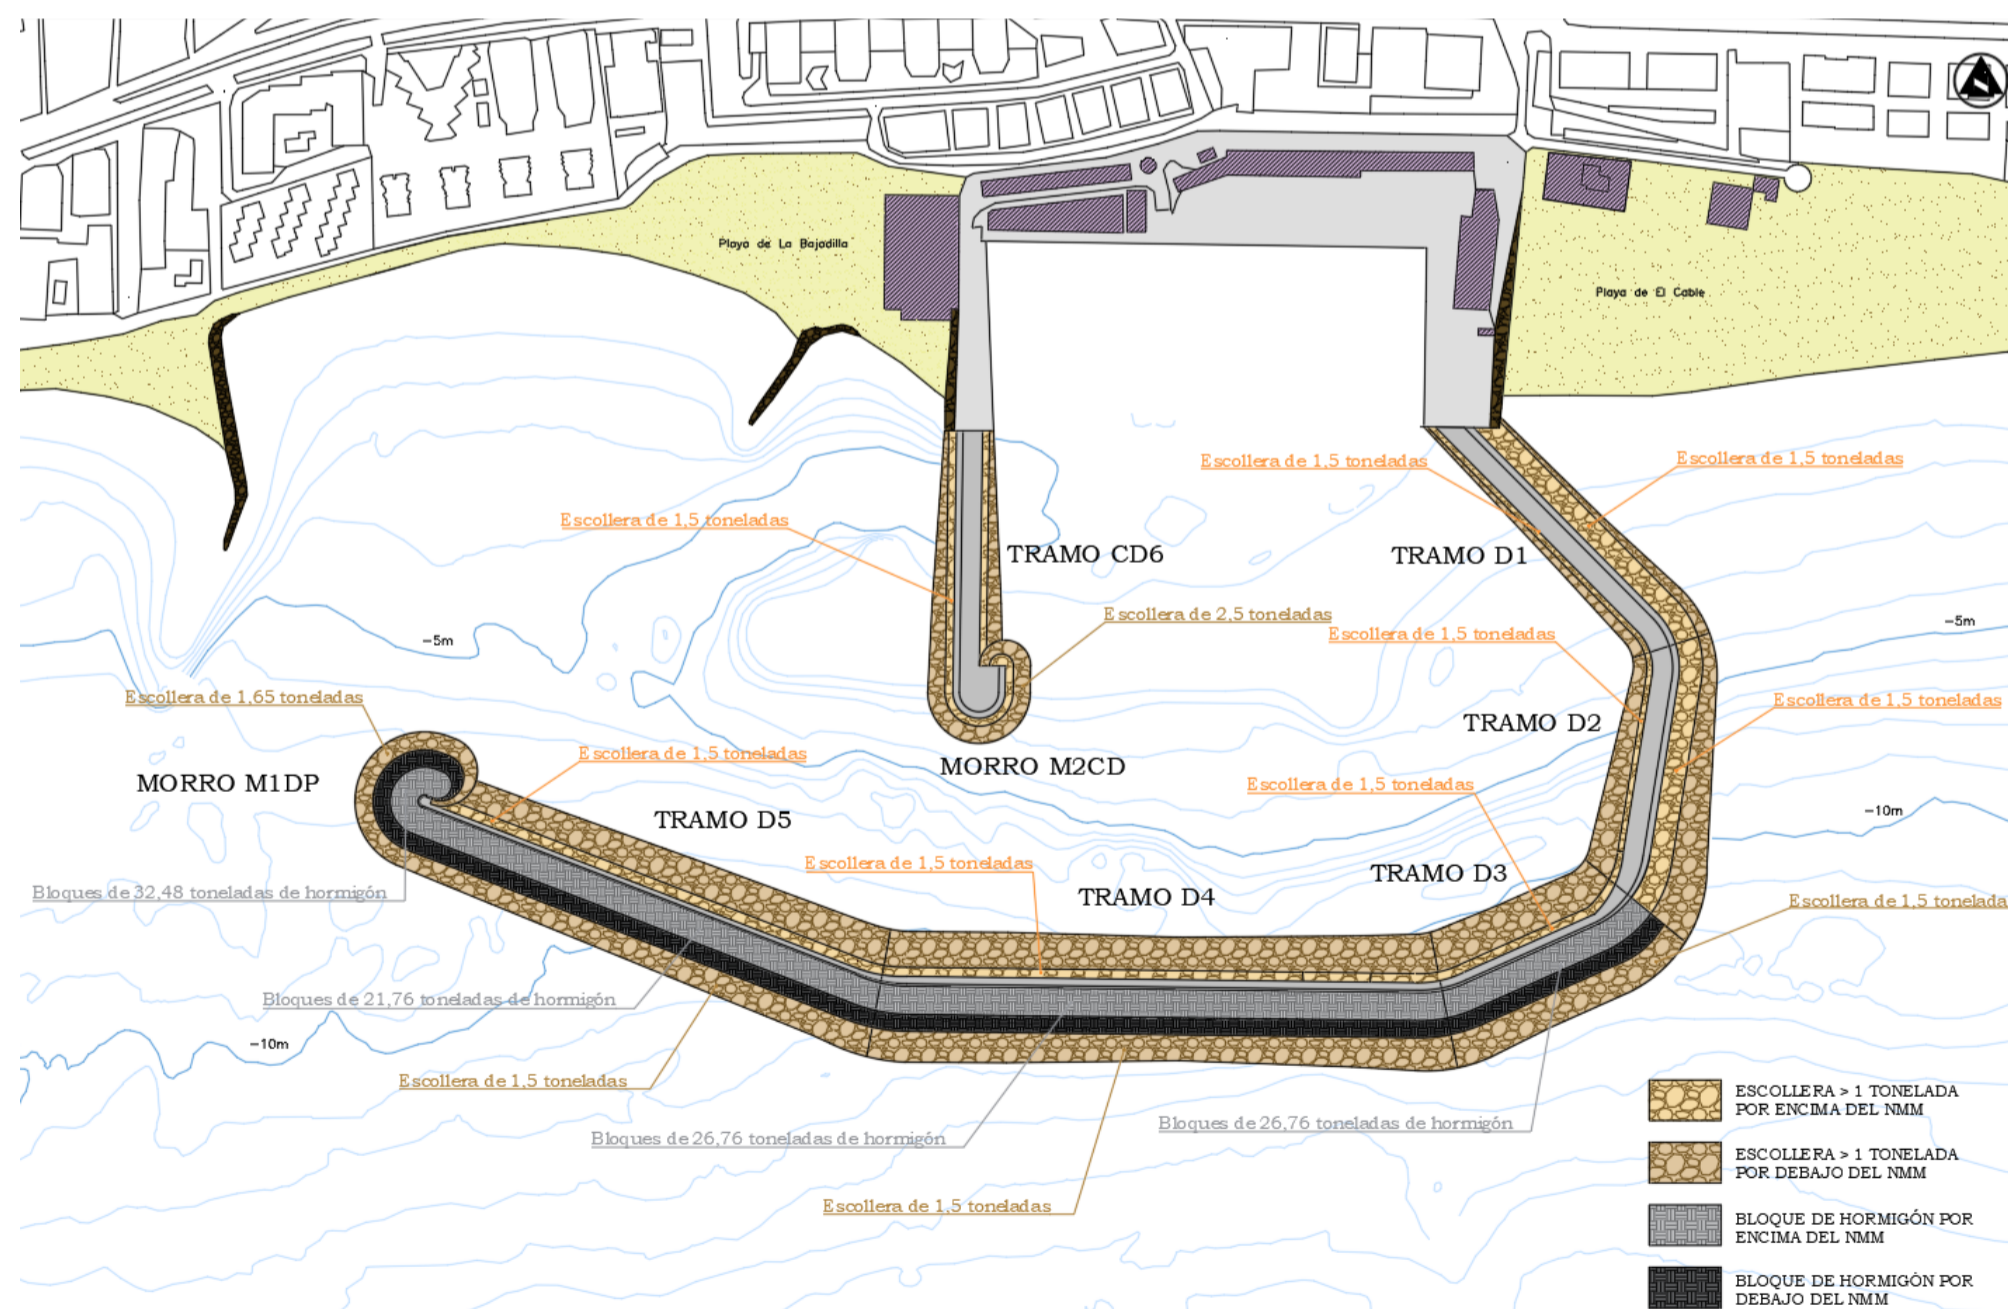 Playa de La Bajadilla
Playa de El Cable
Escollera de 1,5 toneladas
Escollera de 1,5 toneladas
Escollera de 1,5 toneladas
TRAMO CD6
TRAMO D1
Escollera de 2,5 toneladas
Escollera de 1,5 toneladas
-5m
-5m
Escollera de 1,65 toneladas
Escollera de 1,5 toneladas
TRAMO D2
Escollera de 1,5 toneladas
MORRO M2CD
MORRO M1DP
Escollera de 1,5 toneladas
-10m
TRAMO D5
Escollera de 1,5 toneladas
TRAMO D3
Bloques de 32,48 toneladas de hormigón
TRAMO D4
Escollera de 1,5 tonelada
Bloques de 21,76 toneladas de hormigón
-10m
Escollera de 1,5 toneladas
Bloques de 26,76 toneladas de hormigón
Bloques de 26,76 toneladas de hormigón
Escollera de 1,5 toneladas
ESCOLLERA > 1 TONELADA
POR ENCIMA DEL NMM
ESCOLLERA > 1 TONELADA
POR DEBAJO DEL NMM
BLOQUE DE HORMIGÓN POR
ENCIMA DEL NMM
BLOQUE DE HORMIGÓN POR
DEBAJO DEL NMM